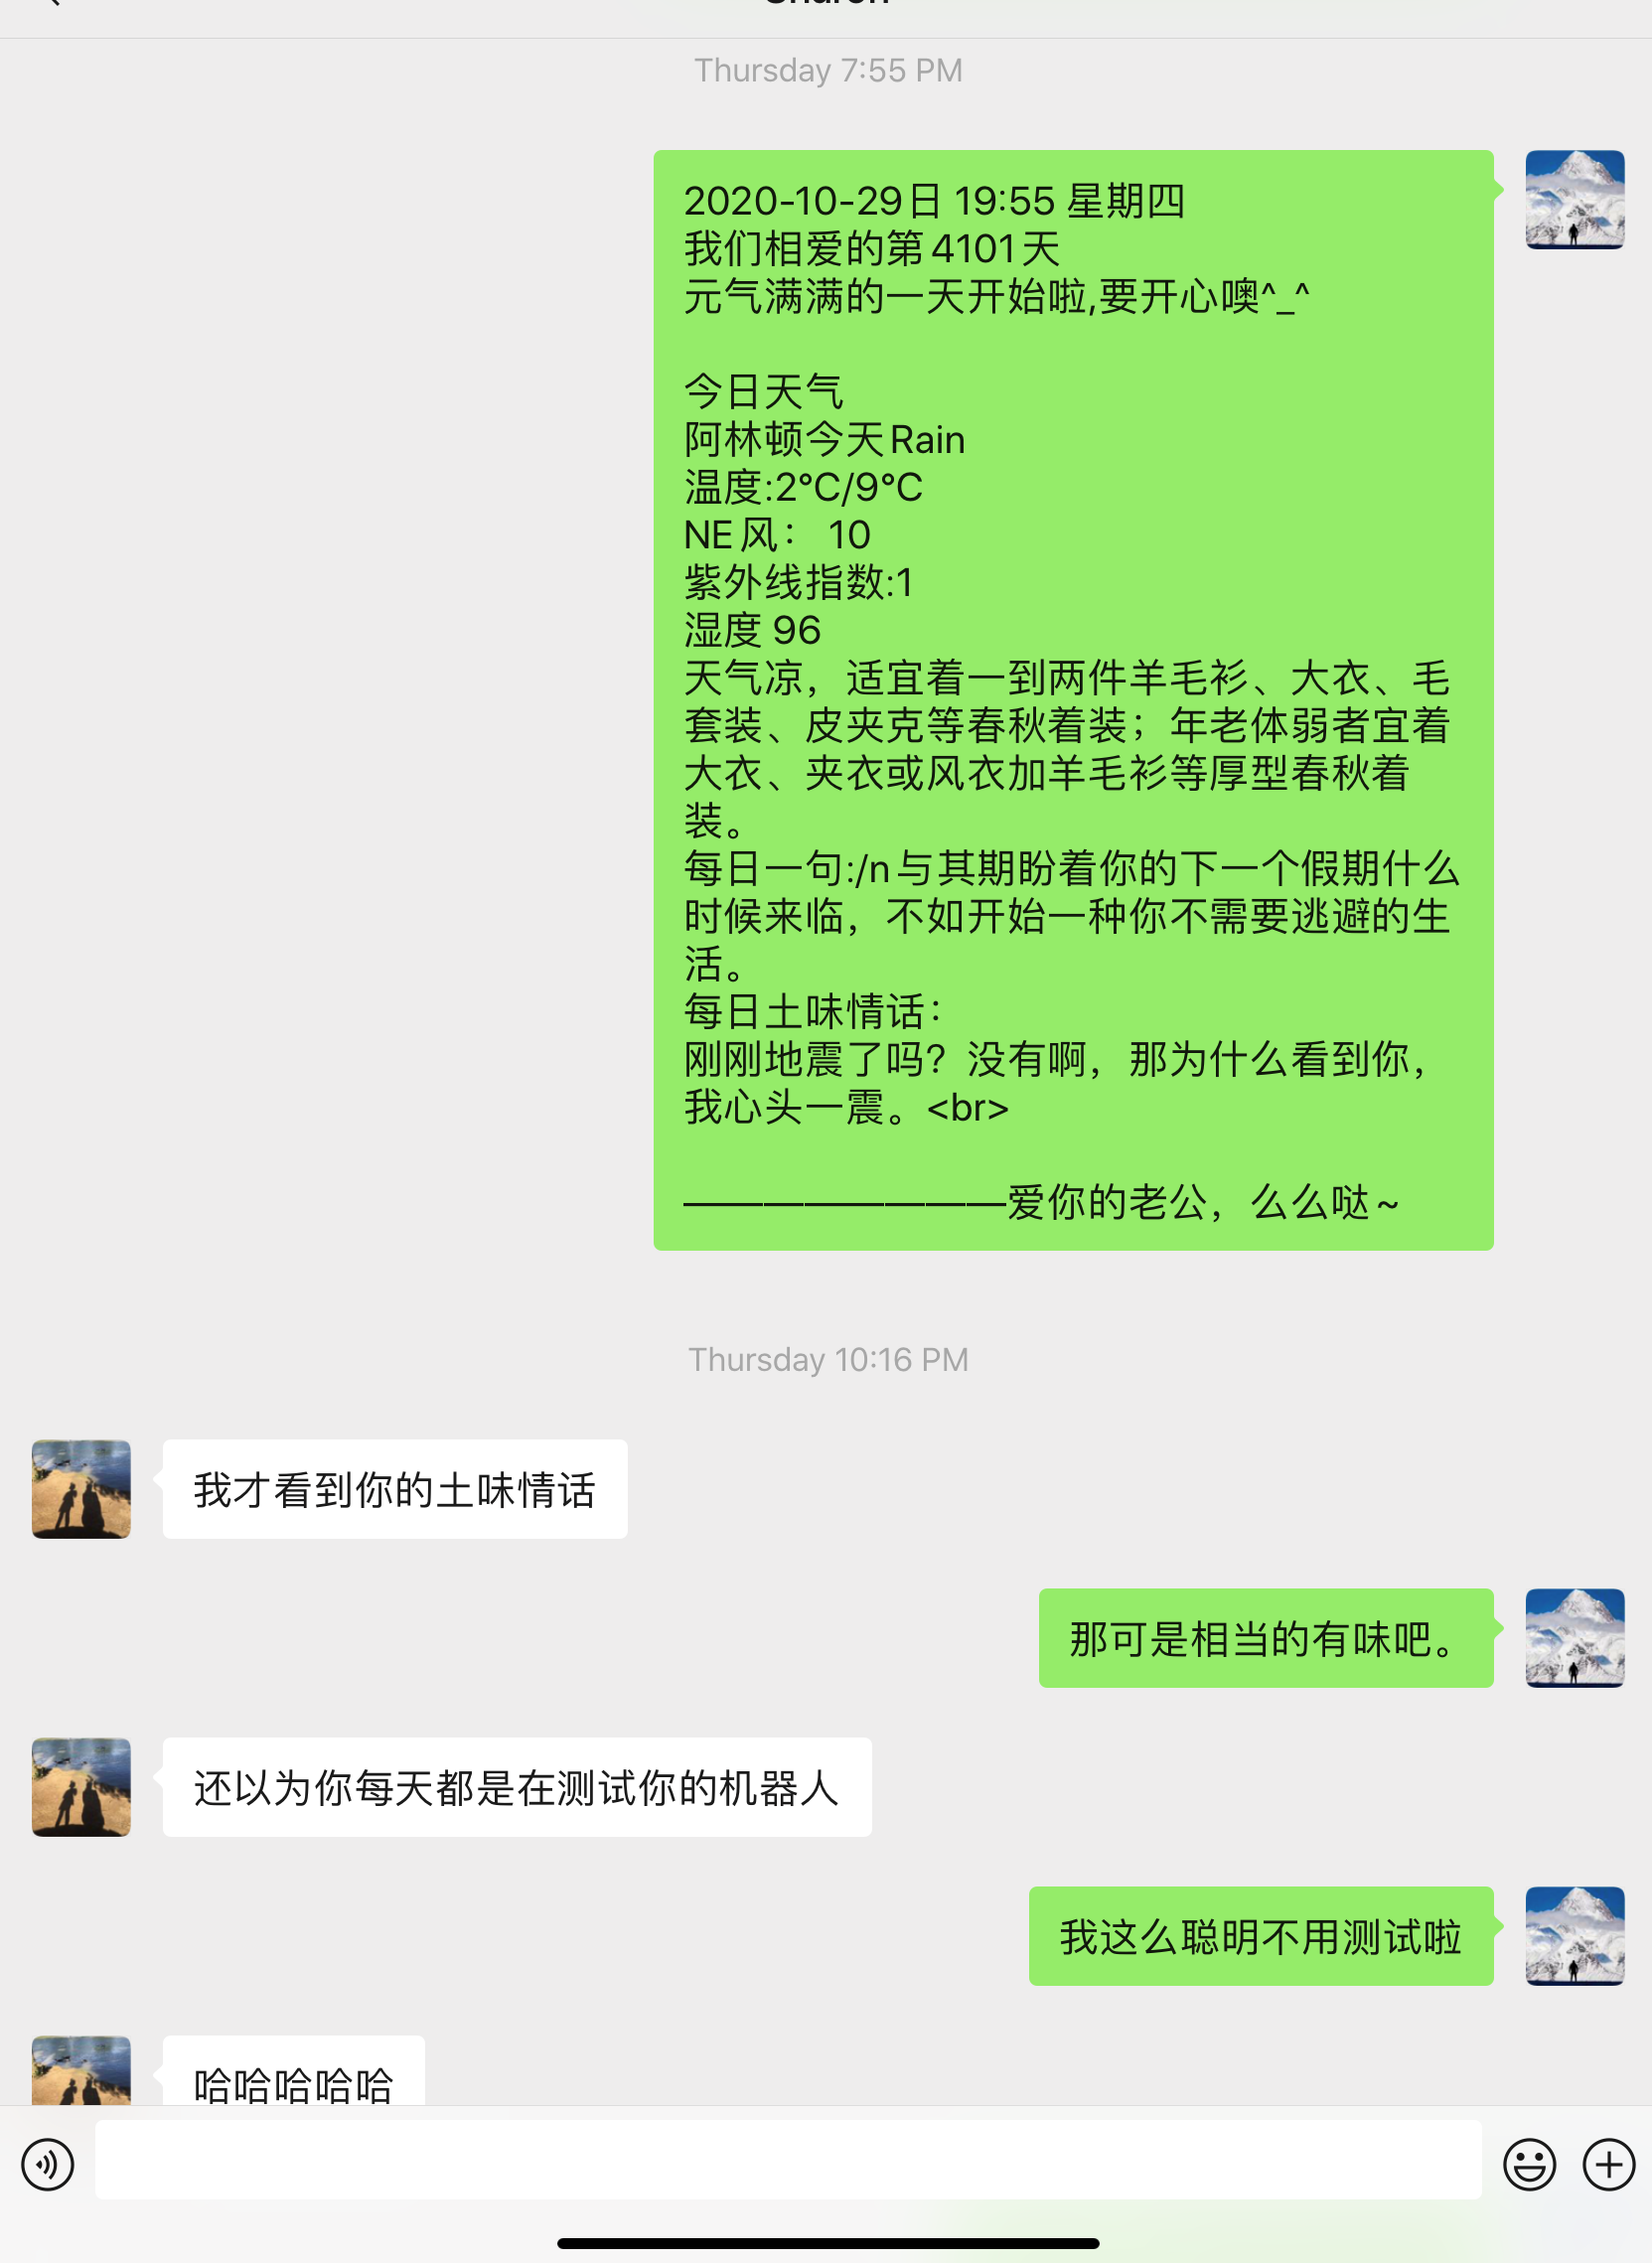 Thursday 7:55 PM
2020-10-29日 19:55 星期四
我们相爱的第4101天
元气满满的一天开始啦,要开心噢^_^
今日天气
阿林顿今天Rain
温度:2°C/9°C
NE风： 10
紫外线指数:1
湿度 96
天气凉，适宜着一到两件羊毛衫、大衣、毛
套装、皮夹克等春秋着装；年老体弱者宜着
大衣、夹衣或风衣加羊毛衫等厚型春秋着
装。
每日一句:/n与其期盼着你的下一个假期什么
时候来临，不如开始一种你不需要逃避的生
活。
每日土味情话：
刚刚地震了吗？没有啊，那为什么看到你，
我心头一震。<br>
————————爱你的老公，么么哒~
Thursday 10:16 PM
我才看到你的土味情话
那可是相当的有味吧。
还以为你每天都是在测试你的机器人
我这么聪明不用测试啦
哈哈哈哈哈